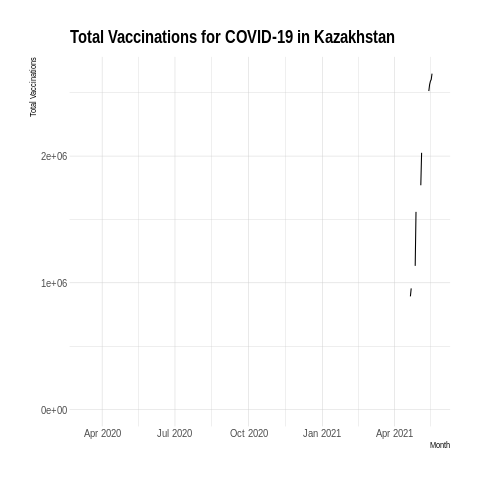 Total Vaccinations for COVID-19 in Kazakhstan
Total Vaccinations
2e+06
1e+06
0e+00
Apr 2020 Jul 2020 Oct 2020 Jan 2021 Apr 2021
Month